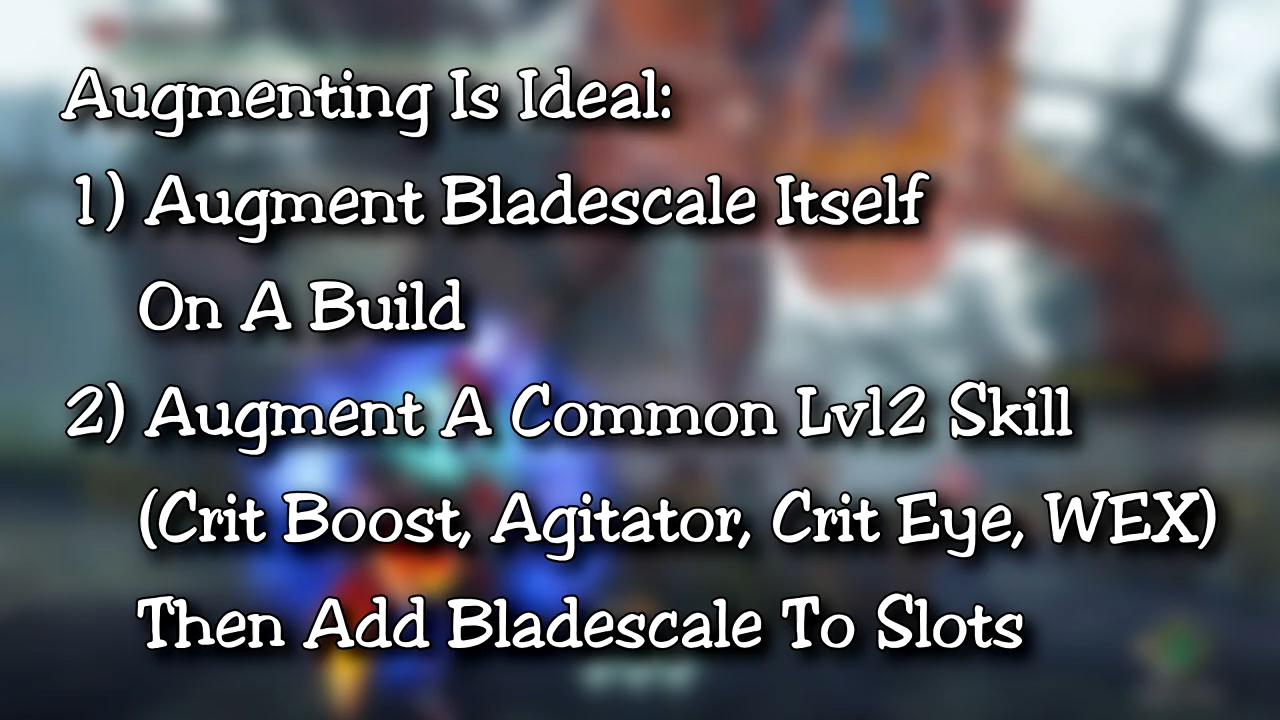 Augmenting Is Ideal:
1) Augment Bladescale Itself
On A Build
2) Augment A Common Lvl2 Skill
(Crit Boost, Agitator, Crit Eye, WEX)
Then Add Bladescale To Slots